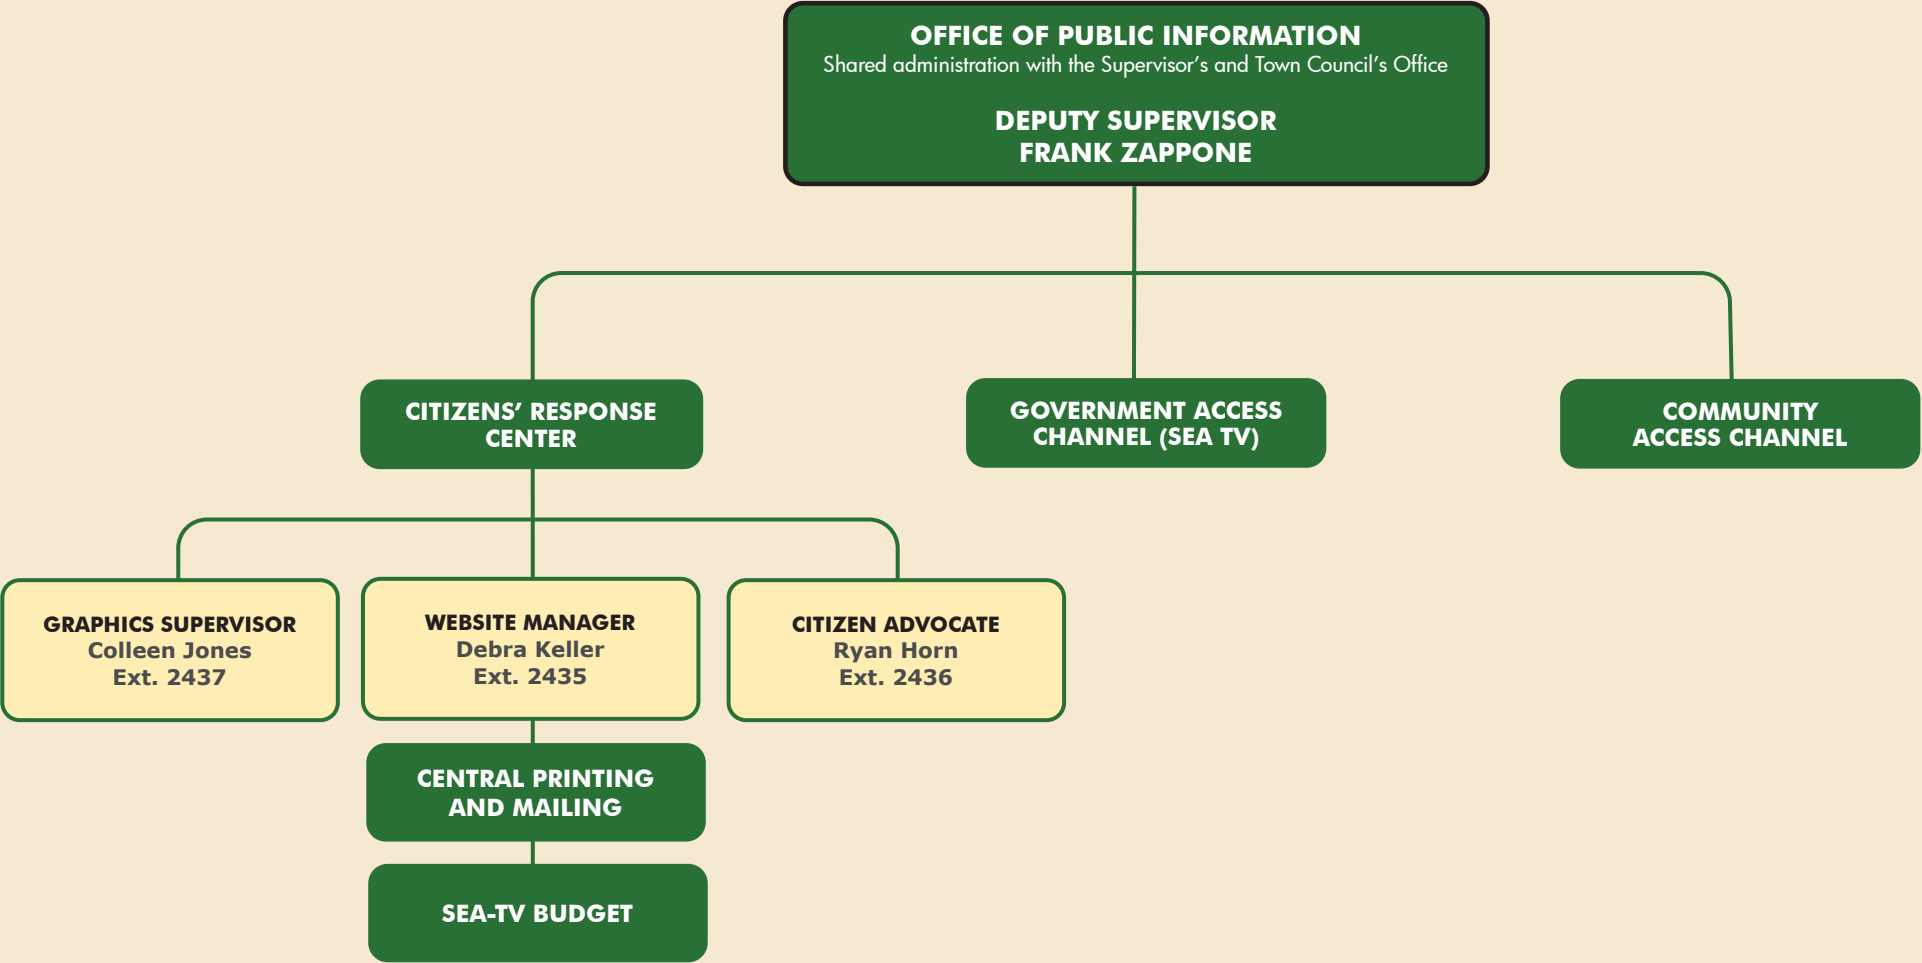 OFFICE OF PUBLIC INFORMATION
Shared administration with the Supervisor’s and Town Council’s Office
DEPUTY SUPERVISOR
FRANK ZAPPONE
CITIZENS’ RESPONSE
CENTER
GOVERNMENT ACCESS
CHANNEL (SEA TV)
COMMUNITY
ACCESS CHANNEL
GRAPHICS SUPERVISOR
Colleen Jones
Ext. 2437
WEBSITE MANAGER
Debra Keller
Ext. 2435
CITIZEN ADVOCATE
Ryan Horn
Ext. 2436
CENTRAL PRINTING
AND MAILING
SEA-TV BUDGET